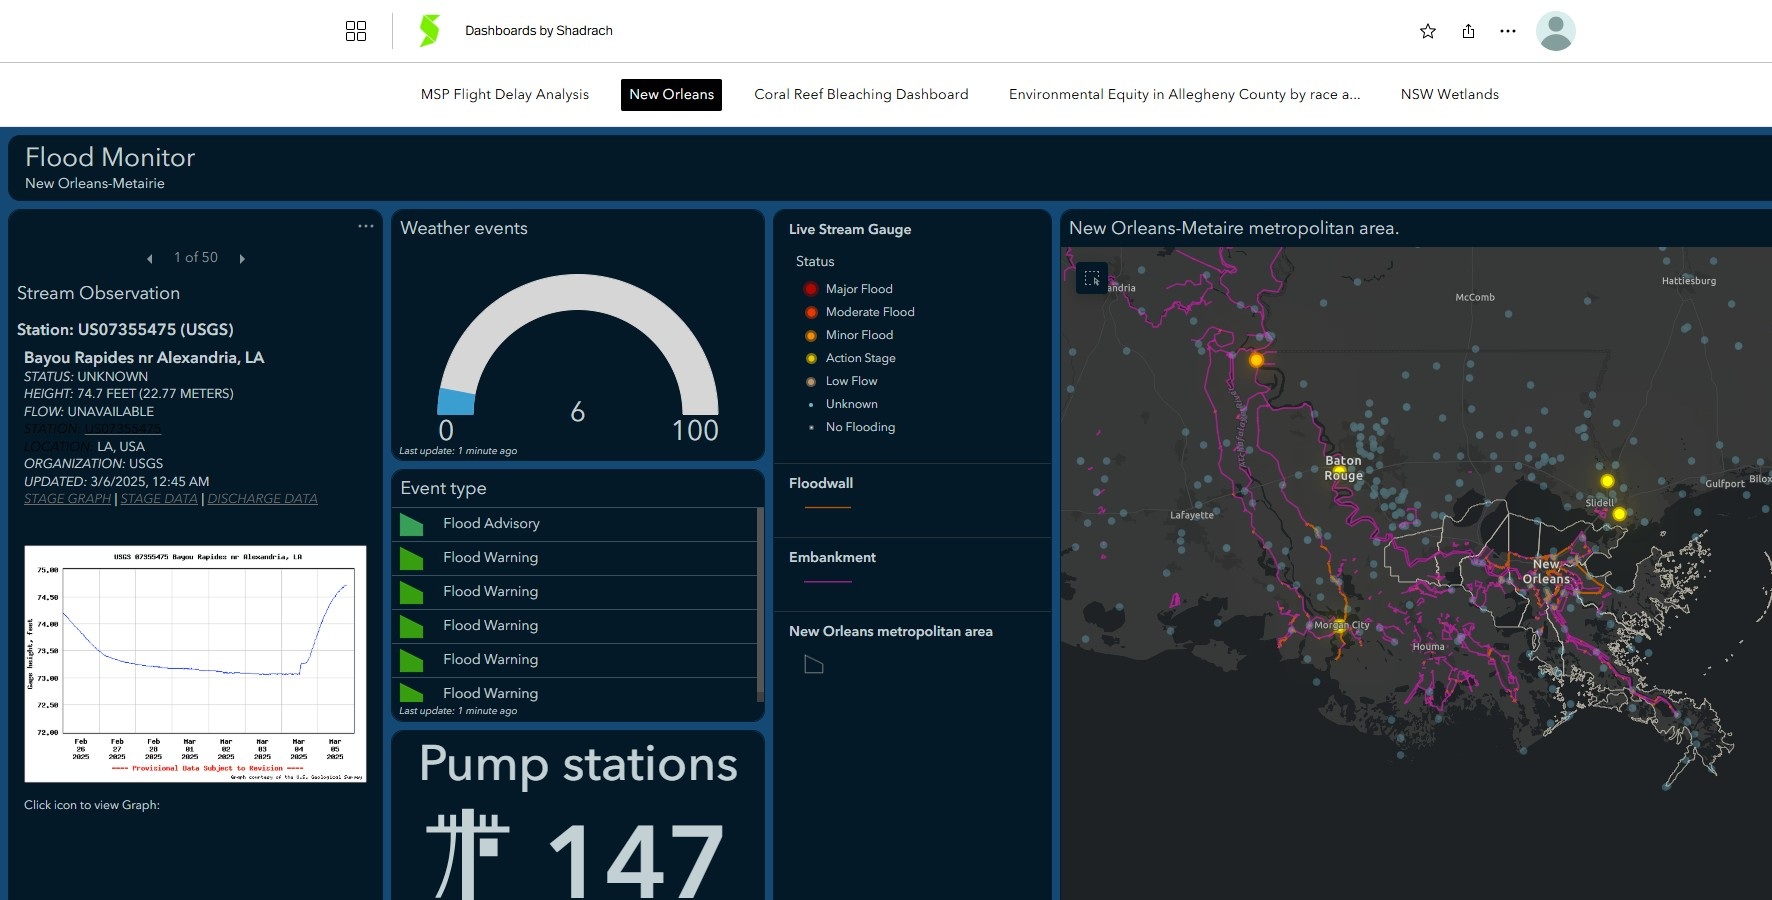 Dashboards by Shadrach
MSP Flight Delay Analysis
New Orleans
Coral Reef Bleaching Dashboard
Environmental Equity in Allegheny County by race a...
NSW Wetlands
Flood Monitor
New Orleans-Metairie
1 of 50
Stream Observation
Station: US07355475 (USGS)
Bayou Rapides nr Alexandria, LA
STATUS: UNKNOWN
HEIGHT: 74.7 FEET (22.77 METERS)
FLOW: UNAVAILABLE
STATION: US07355475
LOCATION: LA, USA
ORGANIZATION: USGS
UPDATED: 3/6/2025, 12:45 AM
STAGE GRAPH | STAGE DATA | DISCHARGE DATA
USGS 07355475 Bayou Rapides nr Alexandria, LA
Gage height, feet
75.00
74.50
74.00
73.50
73.00
72.50
72.00
Feb 26 2025
Feb 27 2025
Feb 28 2025
Mar 01 2025
Mar 02 2025
Mar 03 2025
Mar 04 2025
Mar 05 2025
---- Provisional Data Subject to Revision ----
Graph courtesy of the U.S. Geological Survey
Click icon to view Graph:
Weather events
6
0
100
Last update: 1 minute ago
Event type
Flood Advisory
Flood Warning
Flood Warning
Flood Warning
Flood Warning
Flood Warning
Last update: 1 minute ago
Pump stations
147
Live Stream Gauge
Status
Major Flood
Moderate Flood
Minor Flood
Action Stage
Low Flow
Unknown
No Flooding
Floodwall
Embankment
New Orleans metropolitan area
New Orleans-Metaire metropolitan area.
andria
McComb
Hattiesburg
Baton
Rouge
Lafayette
Slidell
Gulfport
Bilox
New
Orleans
Morgan City
Houma